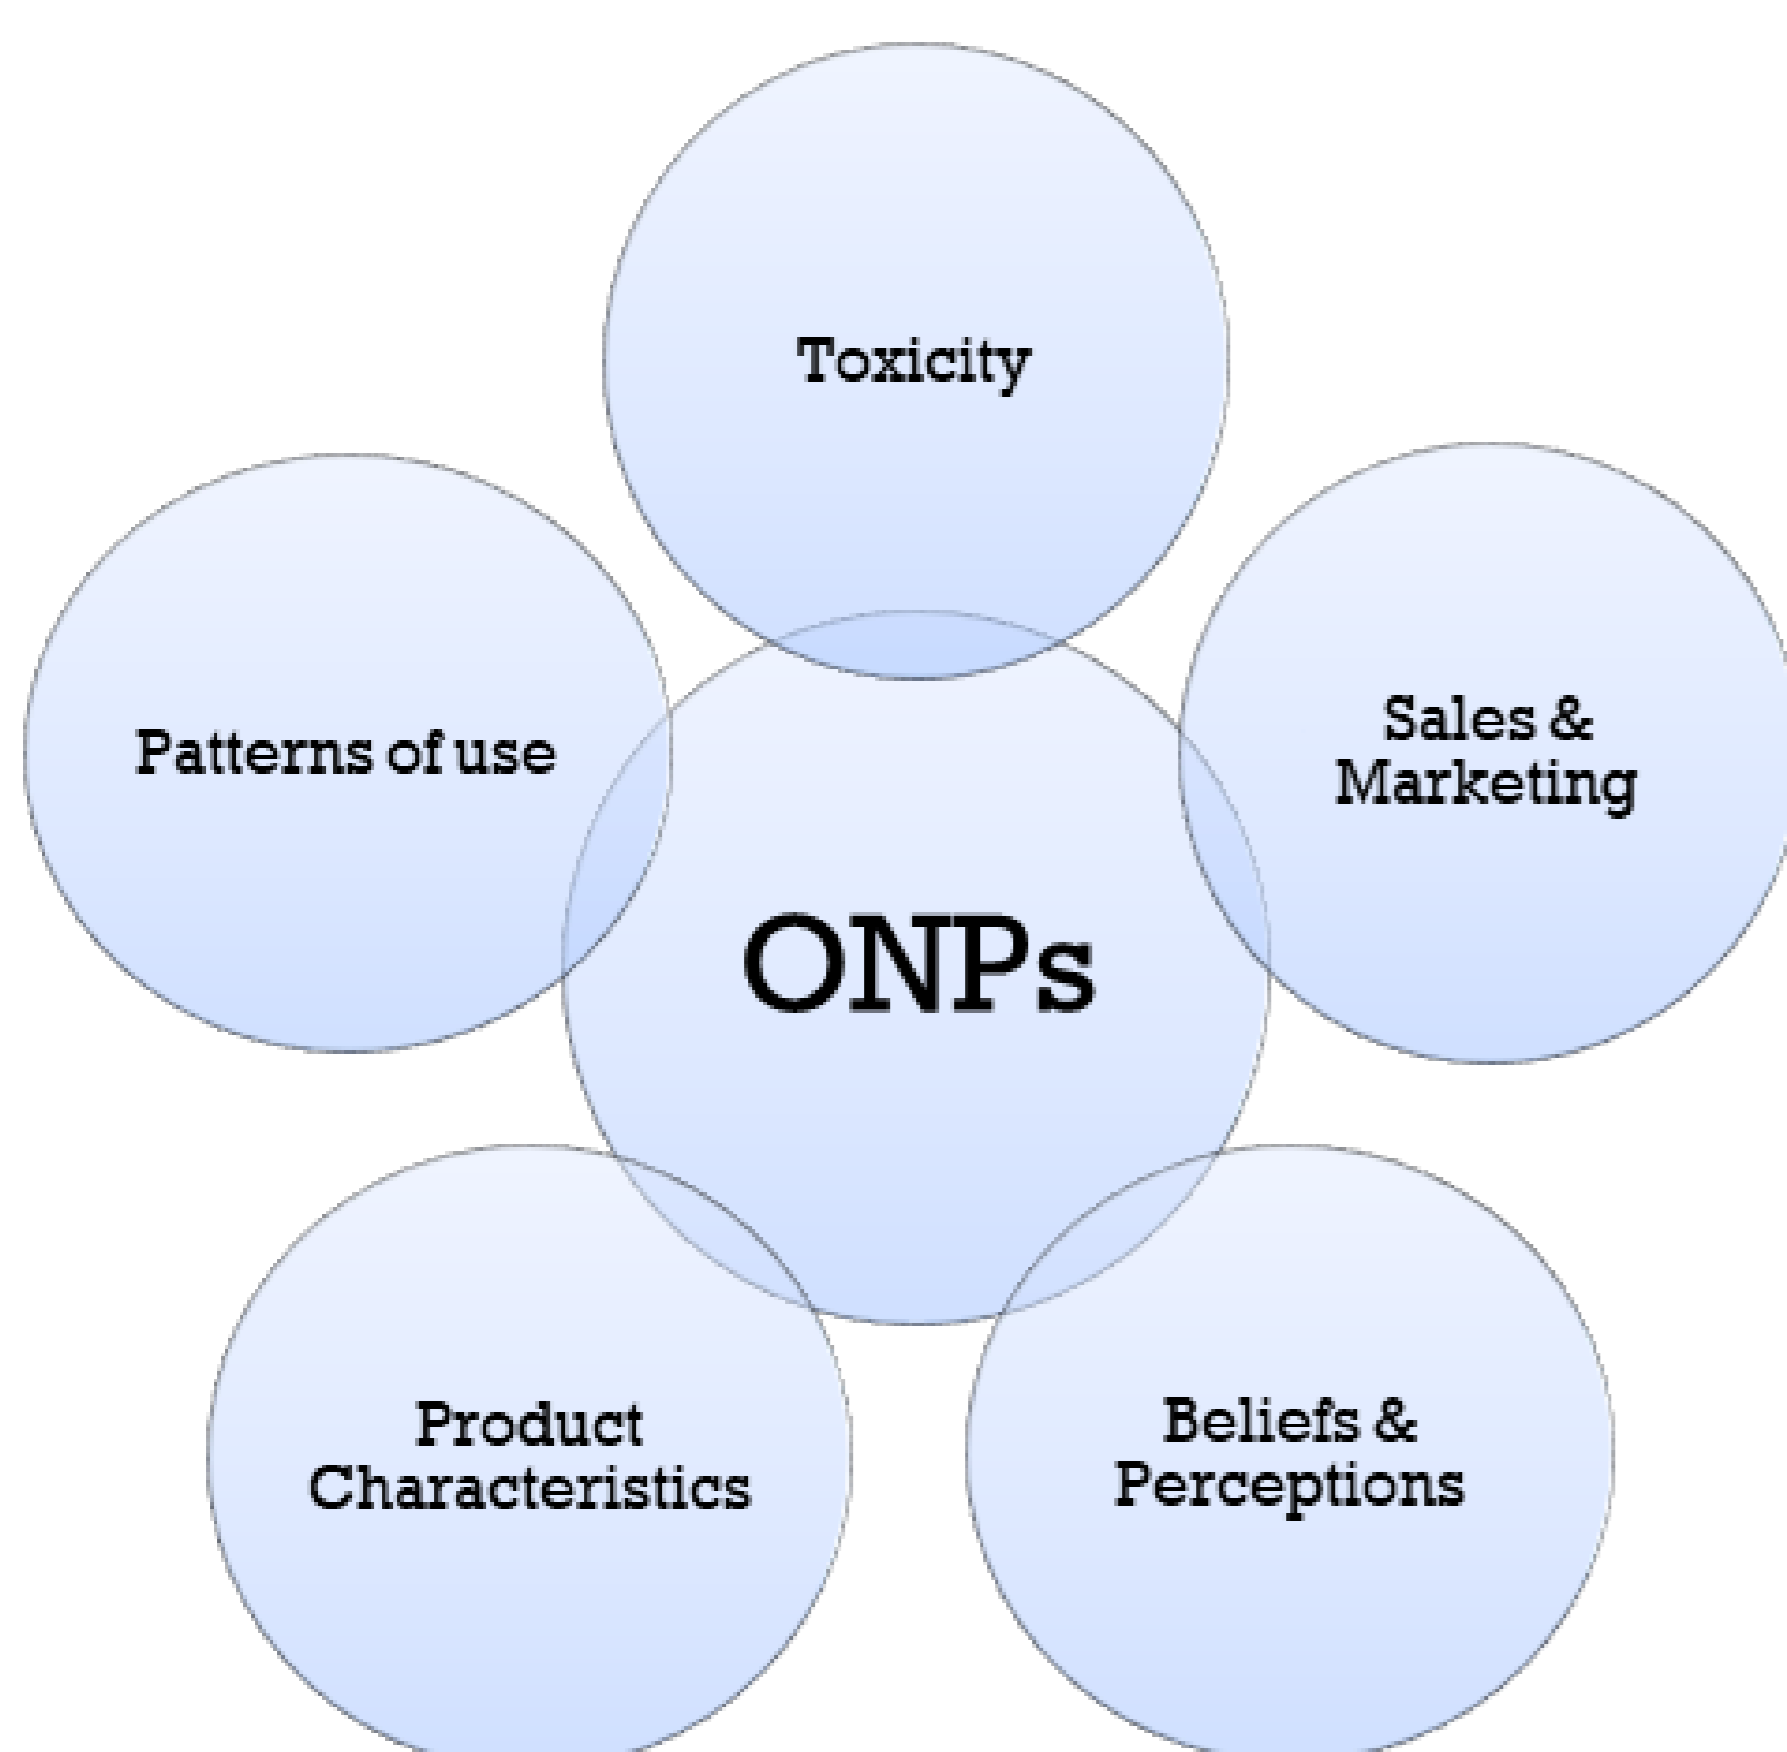 Toxicity
Patterns of use
Sales &
Marketing
ONPs
Product
Characteristics
Beliefs &
Perceptions